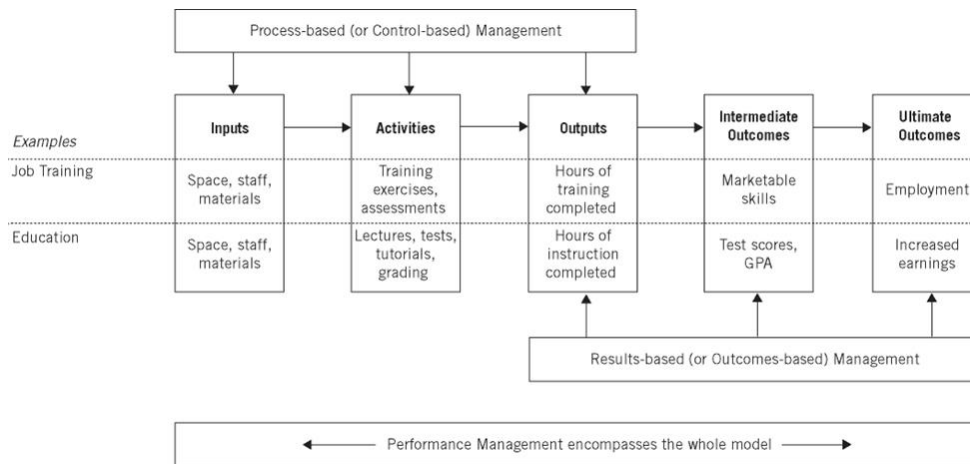 Process-based (or Control-based) Management
Examples
Inputs
Activities
Outputs
Intermediate
Outcomes
Ultimate
Outcomes
Job Training
Space, staff,
materials
Training
exercises,
assessments
Hours of
training
completed
Marketable
skills
Employment
Education
Space, staff,
materials
Lectures, tests,
tutorials,
grading
Hours of
instruction
completed
Test scores,
GPA
Increased
earnings
Results-based (or Outcomes-based) Management
Performance Management encompasses the whole model